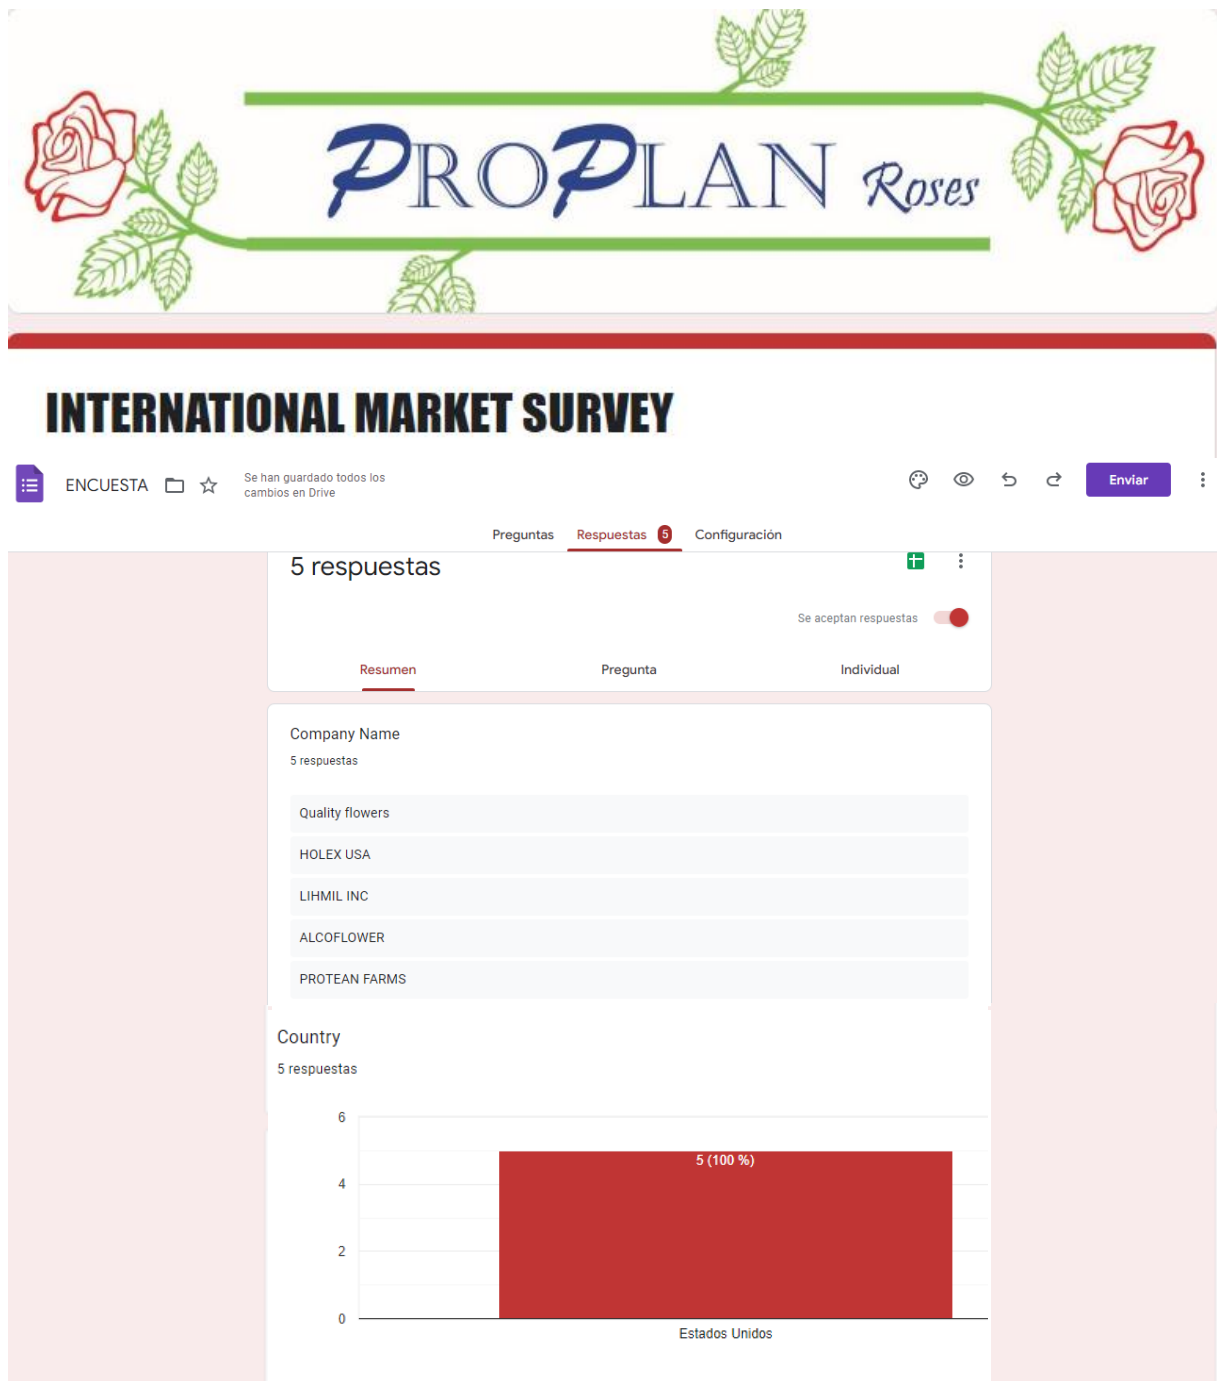 PROPLAN Roses
INTERNATIONAL MARKET SURVEY
ENCUESTA
Se han guardado todos los
cambios en Drive
Enviar
Preguntas Respuestas 5 Configuración
5 respuestas
Se aceptan respuestas
Resumen Pregunta Individual
Company Name
5 respuestas
Quality flowers
HOLEX USA
LIHMIL INC
ALCOFLOWER
PROTEAN FARMS
Country
5 respuestas
6
5 (100 %)
4
2
0
Estados Unidos